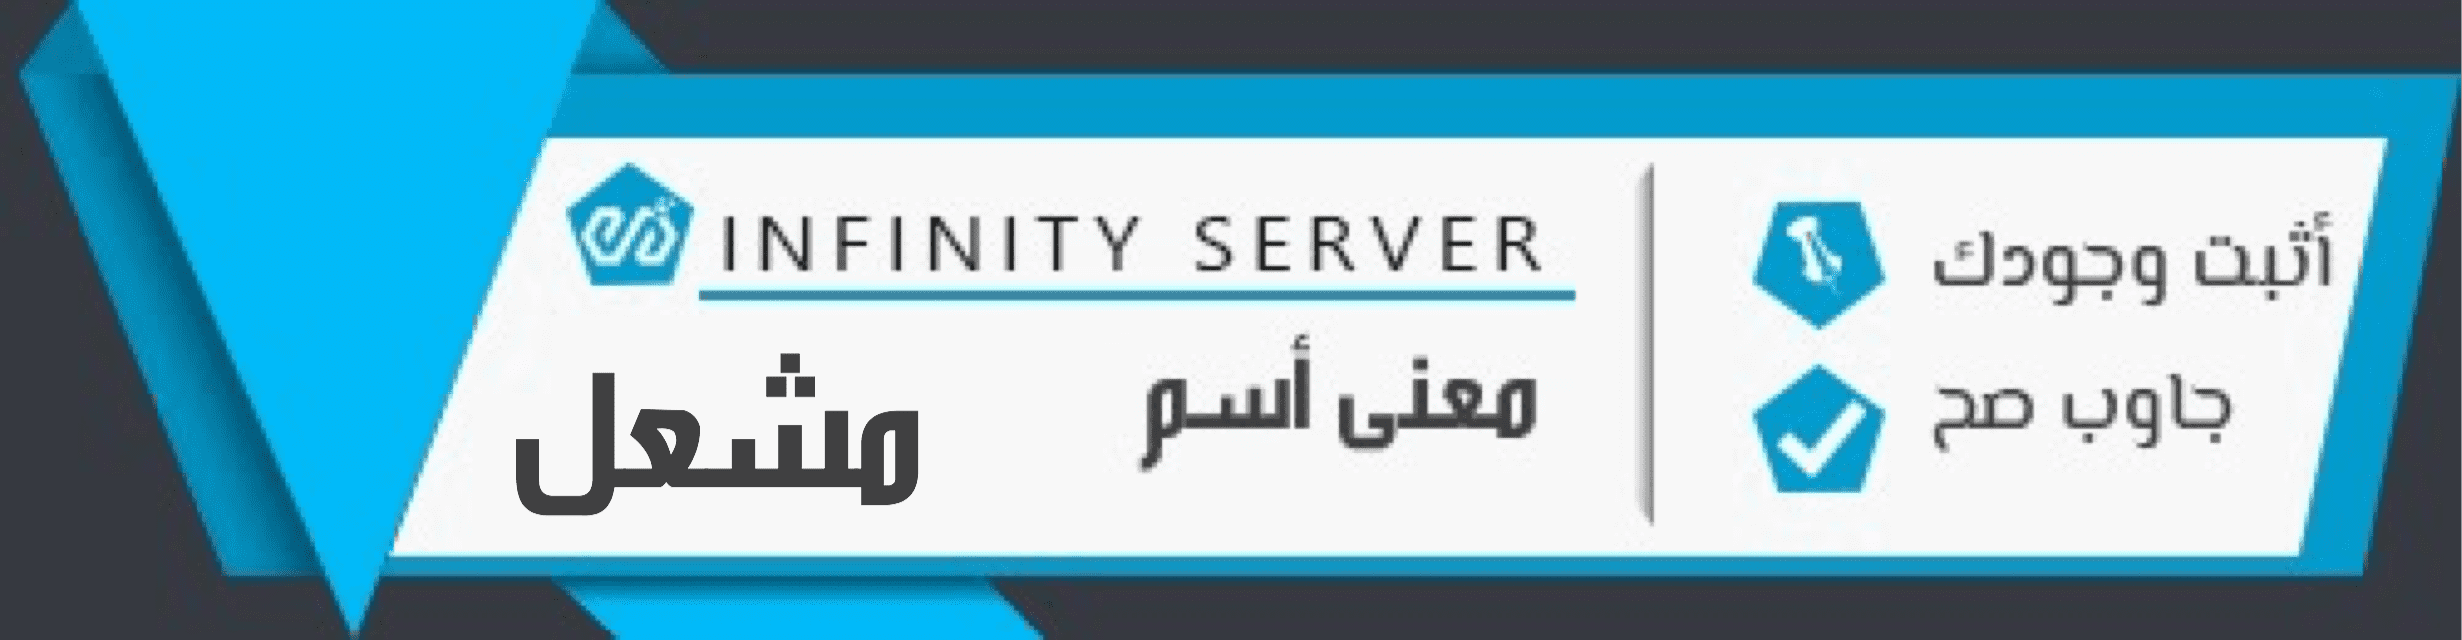 INFINITY SERVER
معنى أسم مشعل
أثبت وجودك
جاوب صح